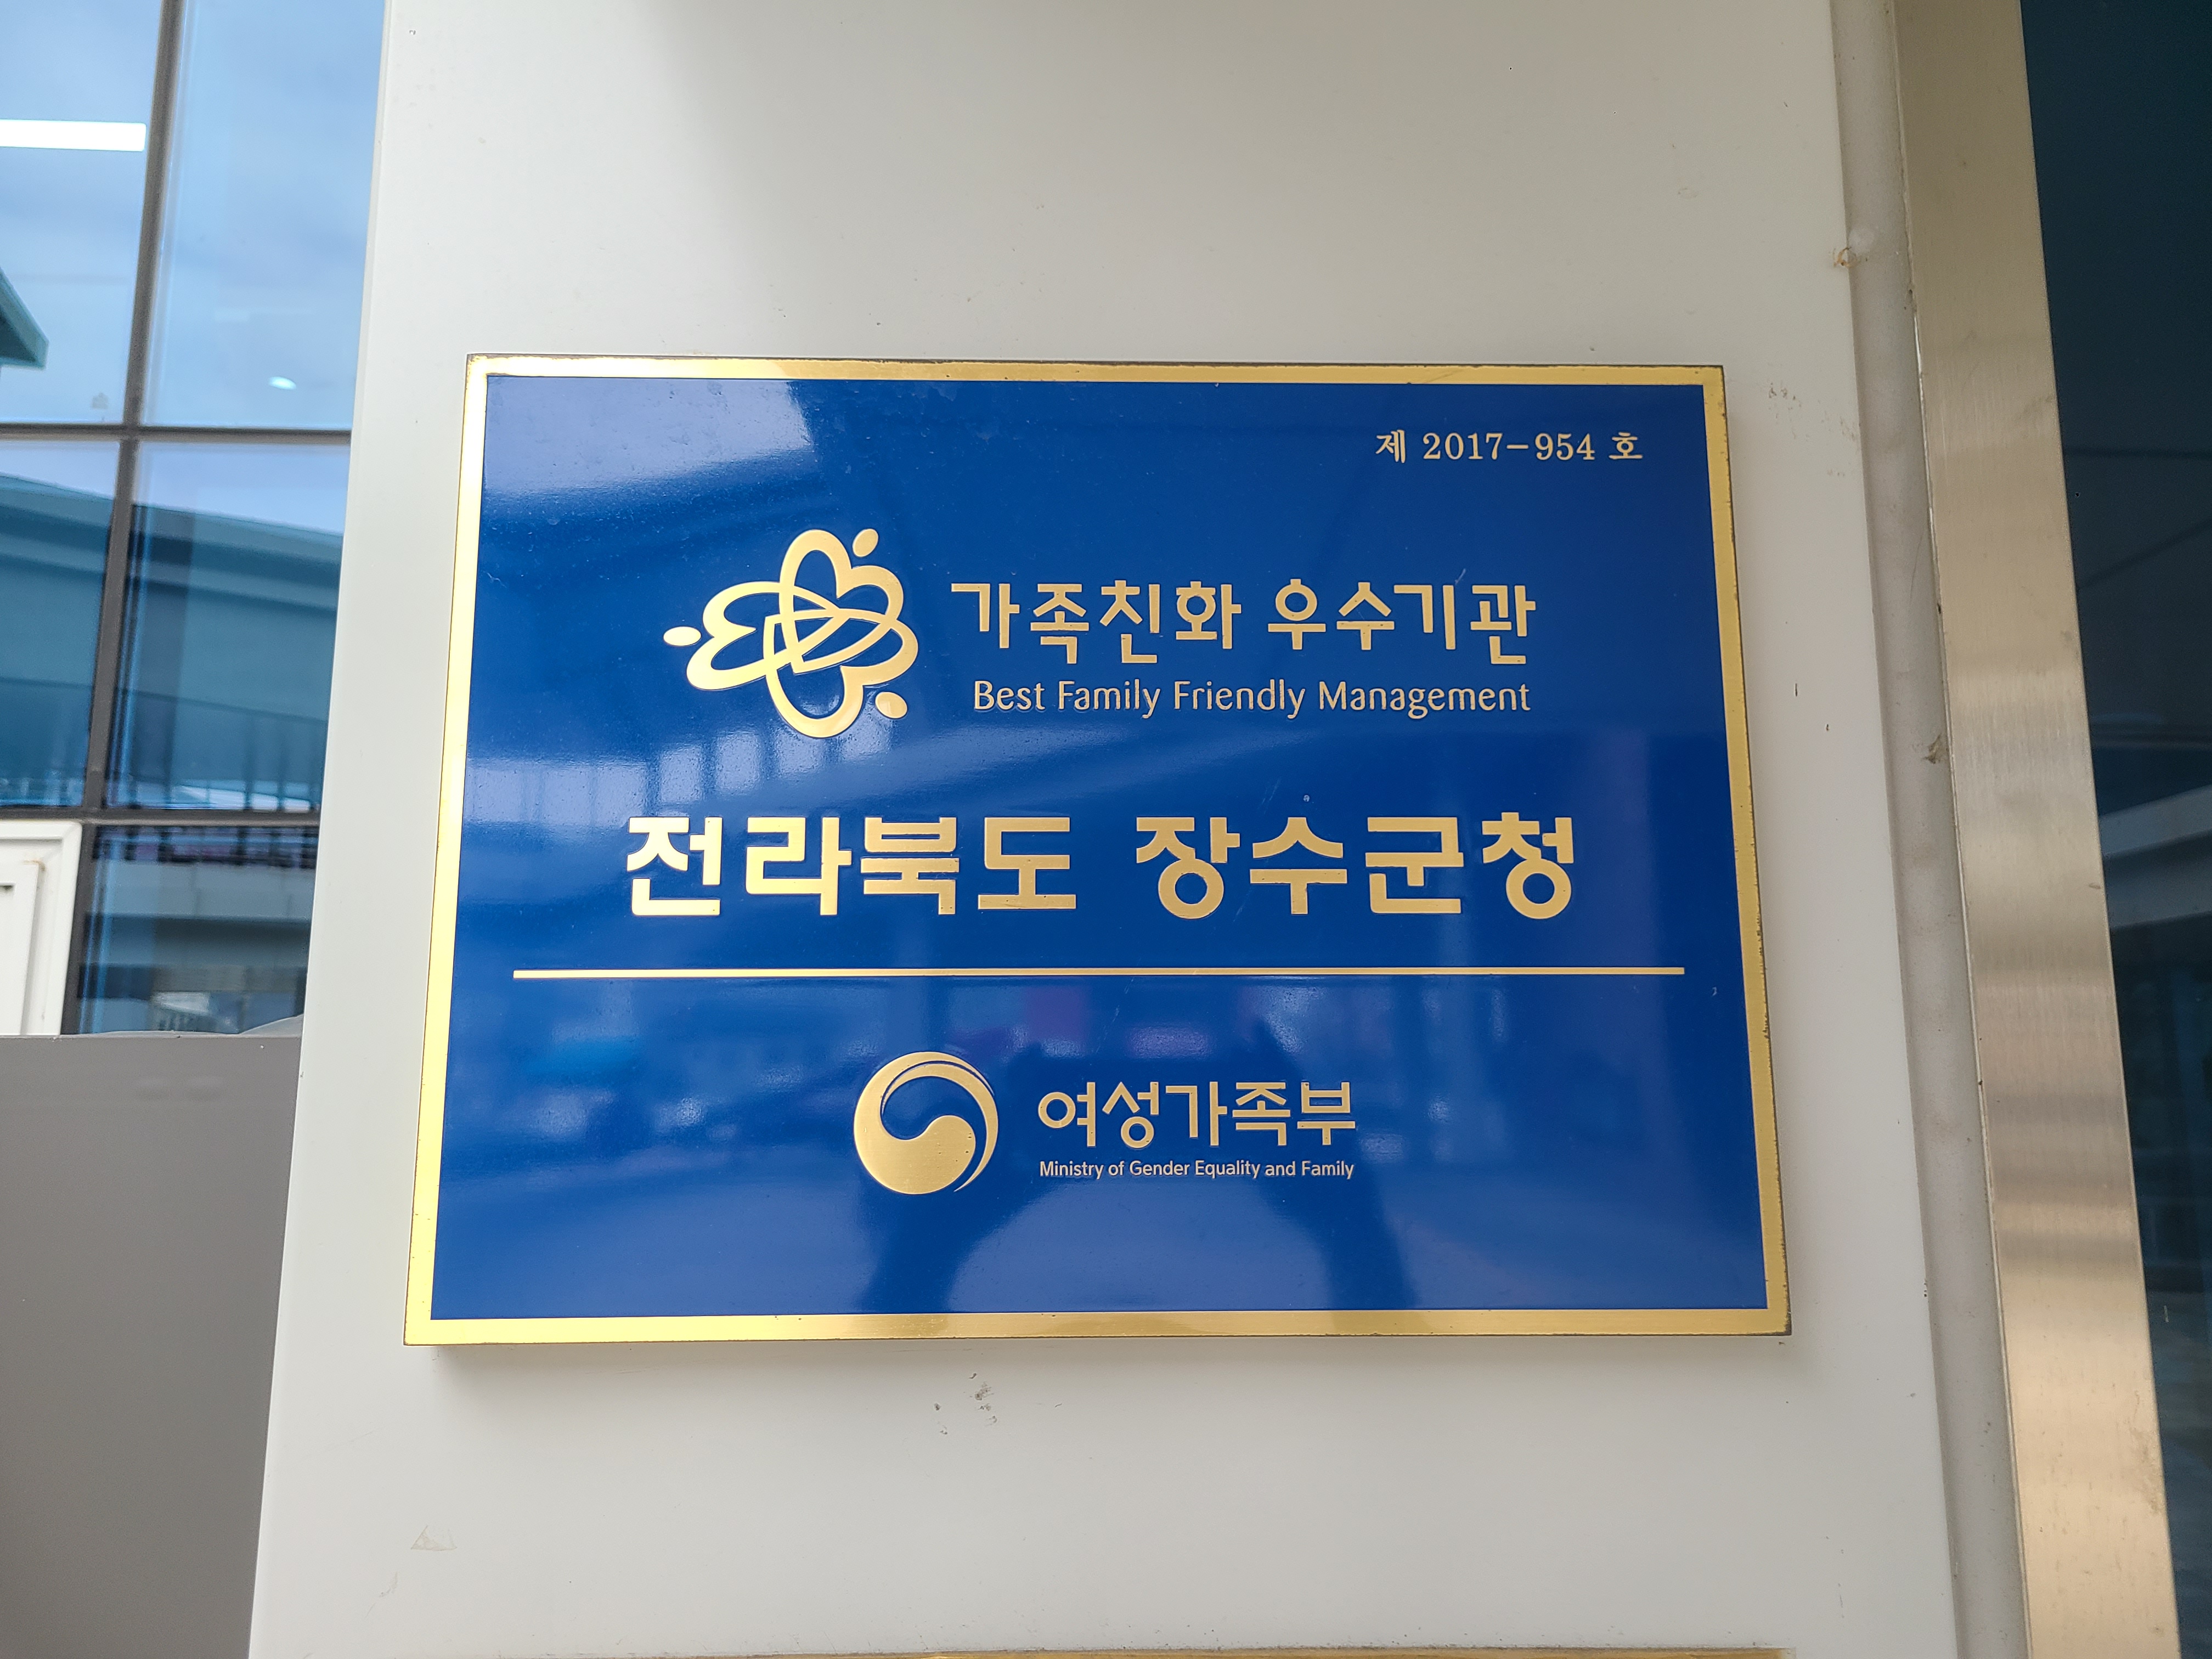 제 2017-954 호
가족친화 우수기관
Best Family Friendly Management
전라북도 장수군청
여성가족부
Ministry of Gender Equality and Family